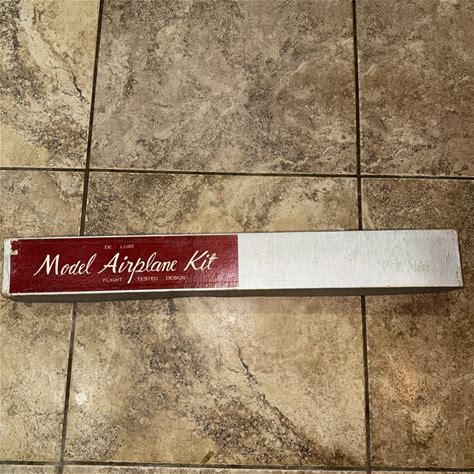 DE LUXE
Model Airplane Kit
FLIGHT TESTED DESIGN